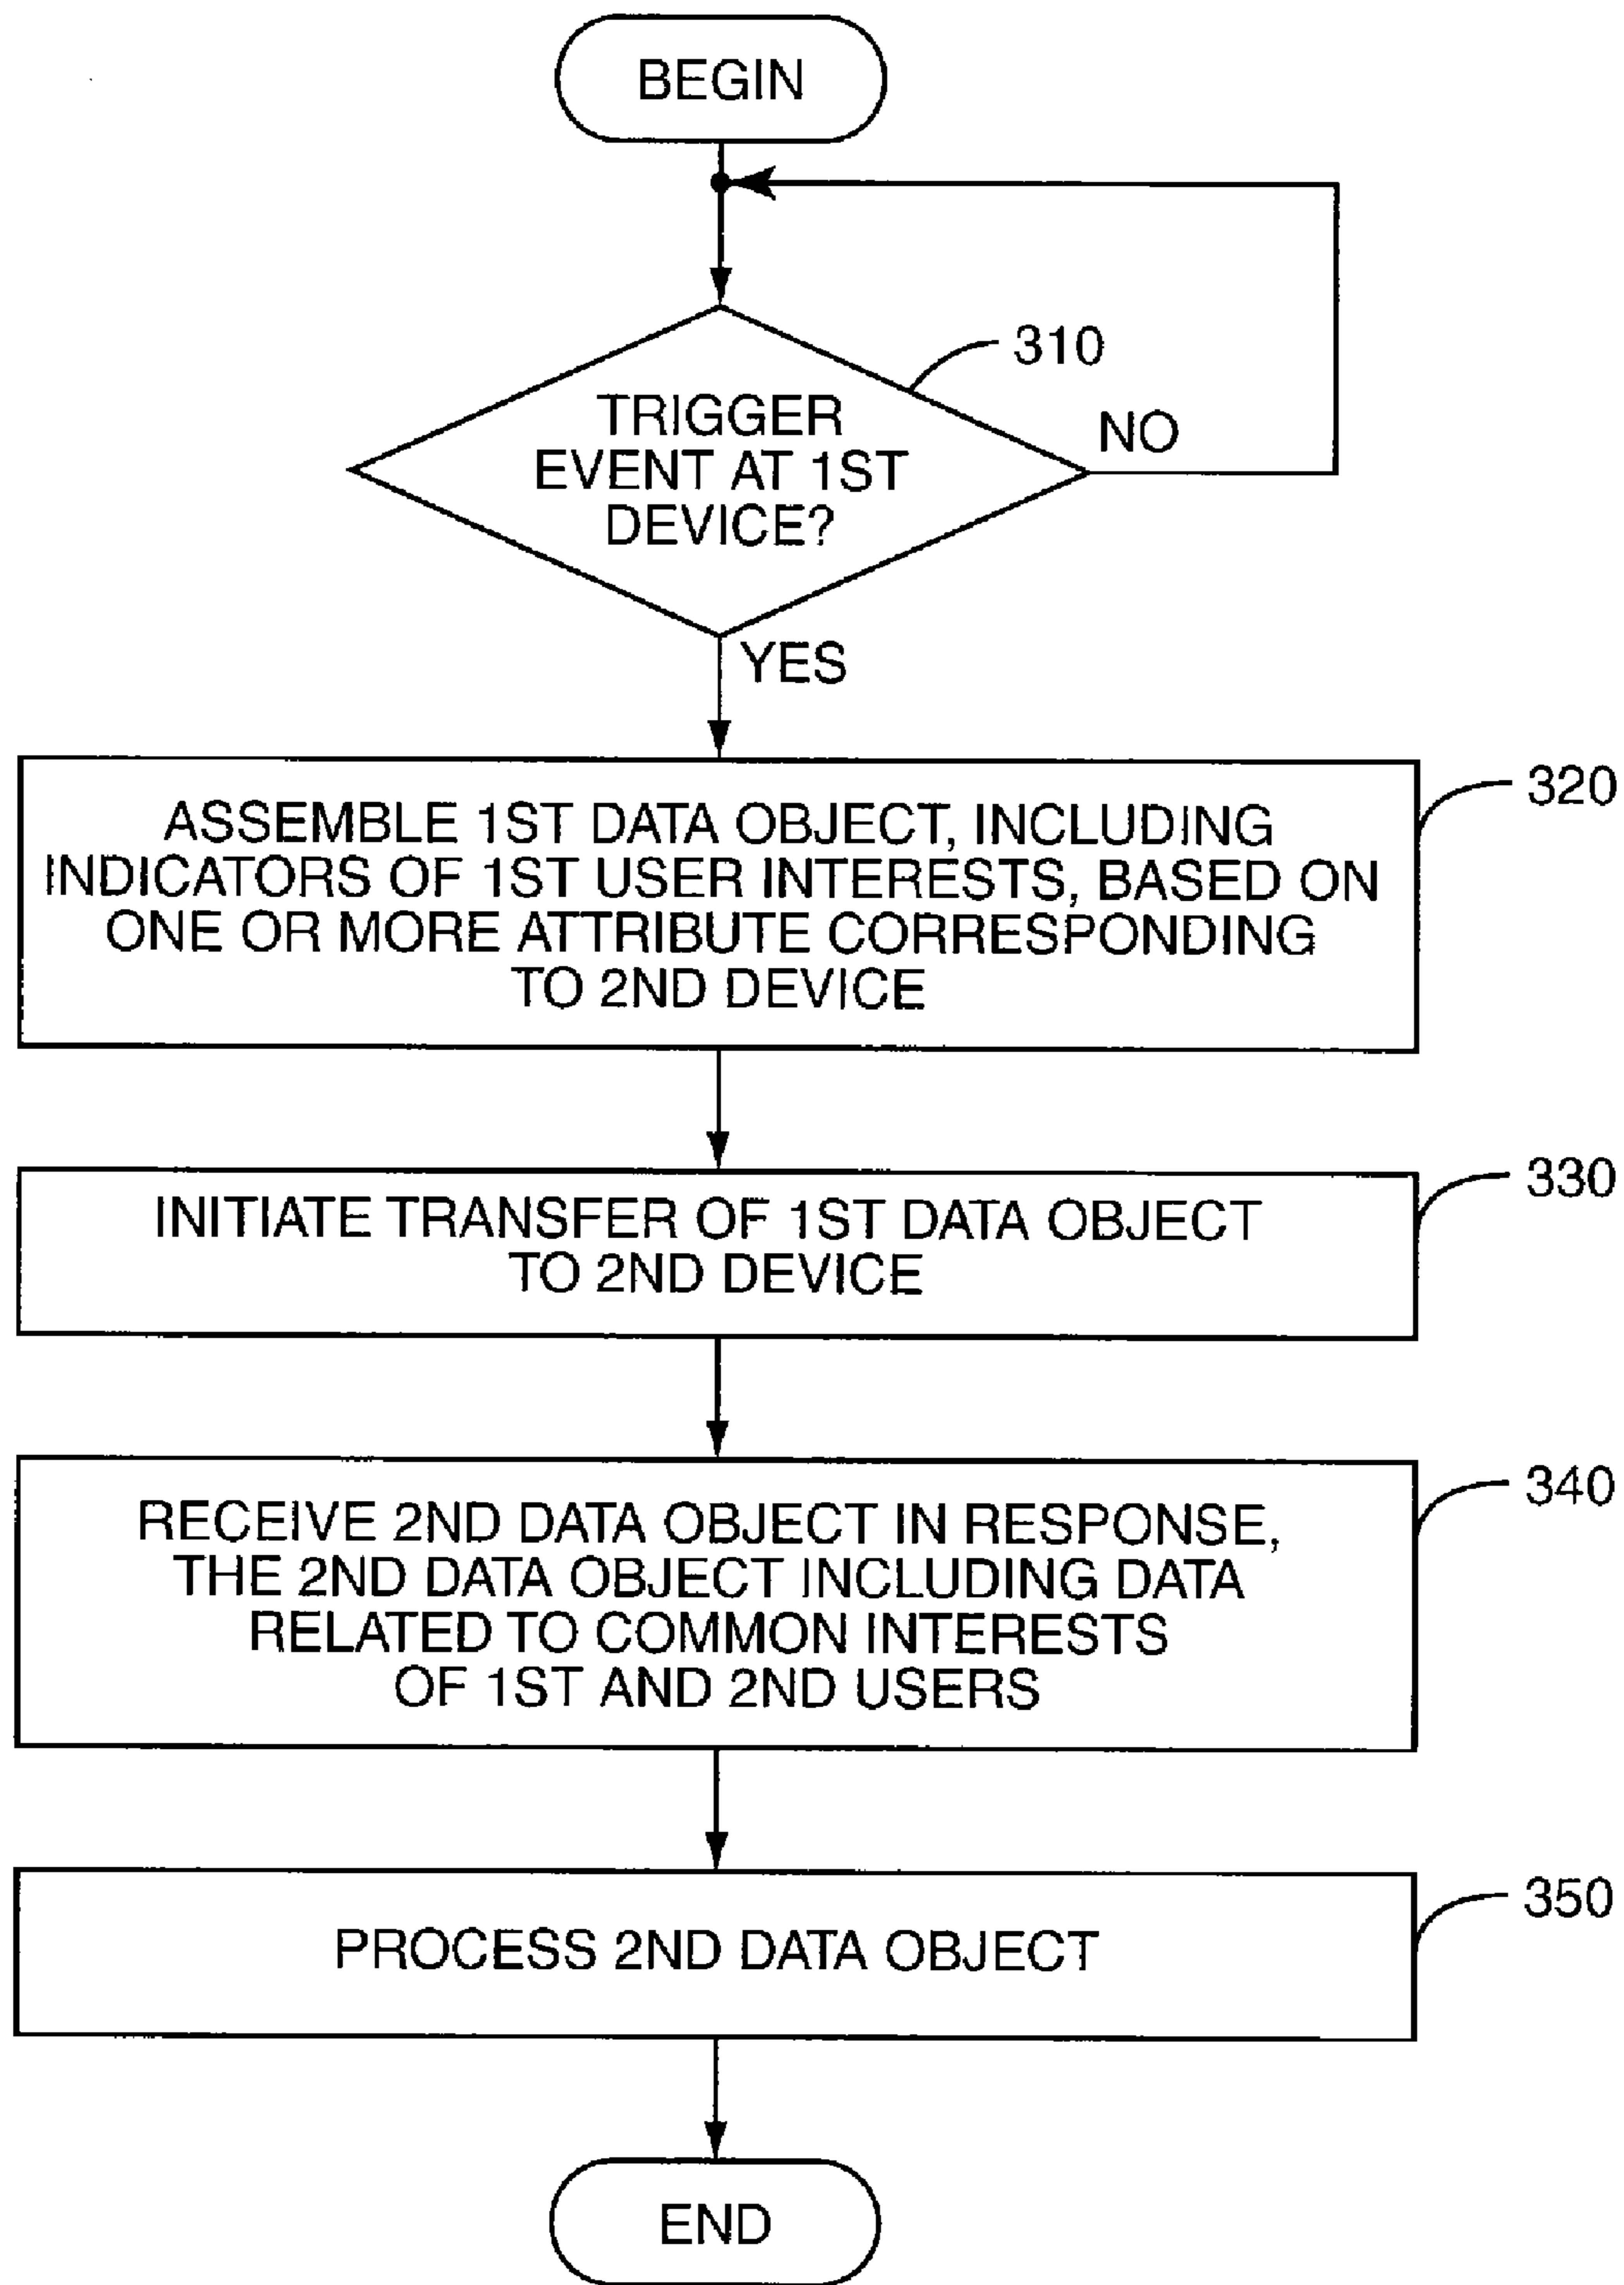 BEGIN
310
TRIGGER
EVENT AT 1ST
DEVICE?
NO
YES
320
ASSEMBLE 1ST DATA OBJECT, INCLUDING
INDICATORS OF 1ST USER INTERESTS, BASED ON
ONE OR MORE ATTRIBUTE CORRESPONDING
TO 2ND DEVICE
330
INITIATE TRANSFER OF 1ST DATA OBJECT
TO 2ND DEVICE
340
RECEIVE 2ND DATA OBJECT IN RESPONSE,
THE 2ND DATA OBJECT INCLUDING DATA
RELATED TO COMMON INTERESTS
OF 1ST AND 2ND USERS
350
PROCESS 2ND DATA OBJECT
END